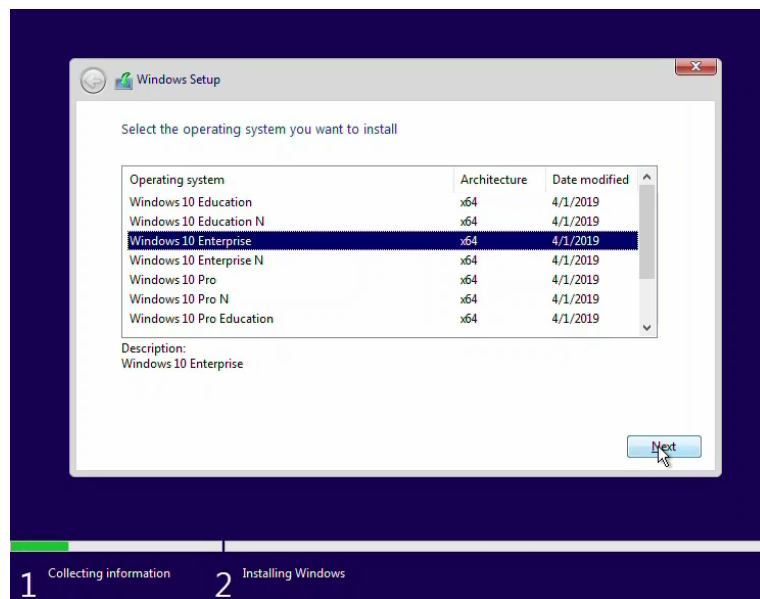 Windows Setup
Select the operating system you want to install
Operating system Architecture Date modified
Windows 10 Education x64 4/1/2019
Windows 10 Education N x64 4/1/2019
Windows 10 Enterprise x64 4/1/2019
Windows 10 Enterprise N x64 4/1/2019
Windows 10 Pro x64 4/1/2019
Windows 10 Pro N x64 4/1/2019
Windows 10 Pro Education x64 4/1/2019
Description:
Windows 10 Enterprise
Next
1 Collecting information 2 Installing Windows